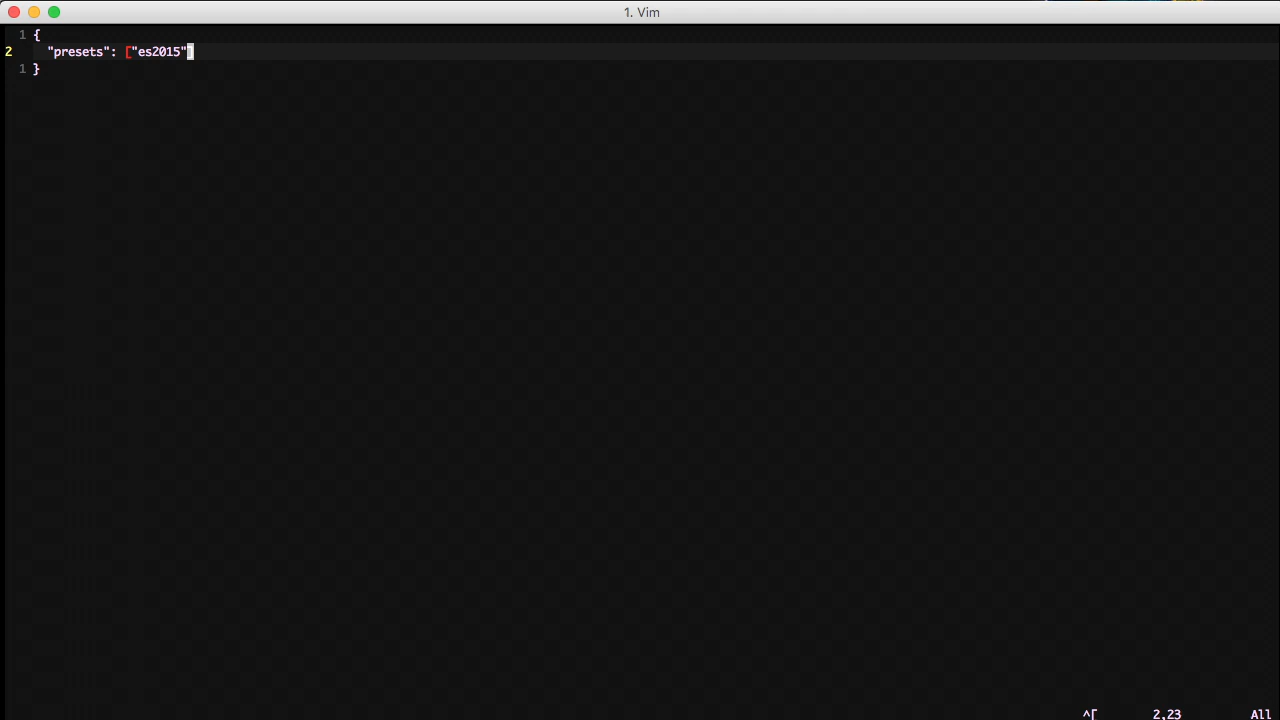 1. Vim
1 {
2 "presets": ["es2015"]
1 }
^[ 2,23 All